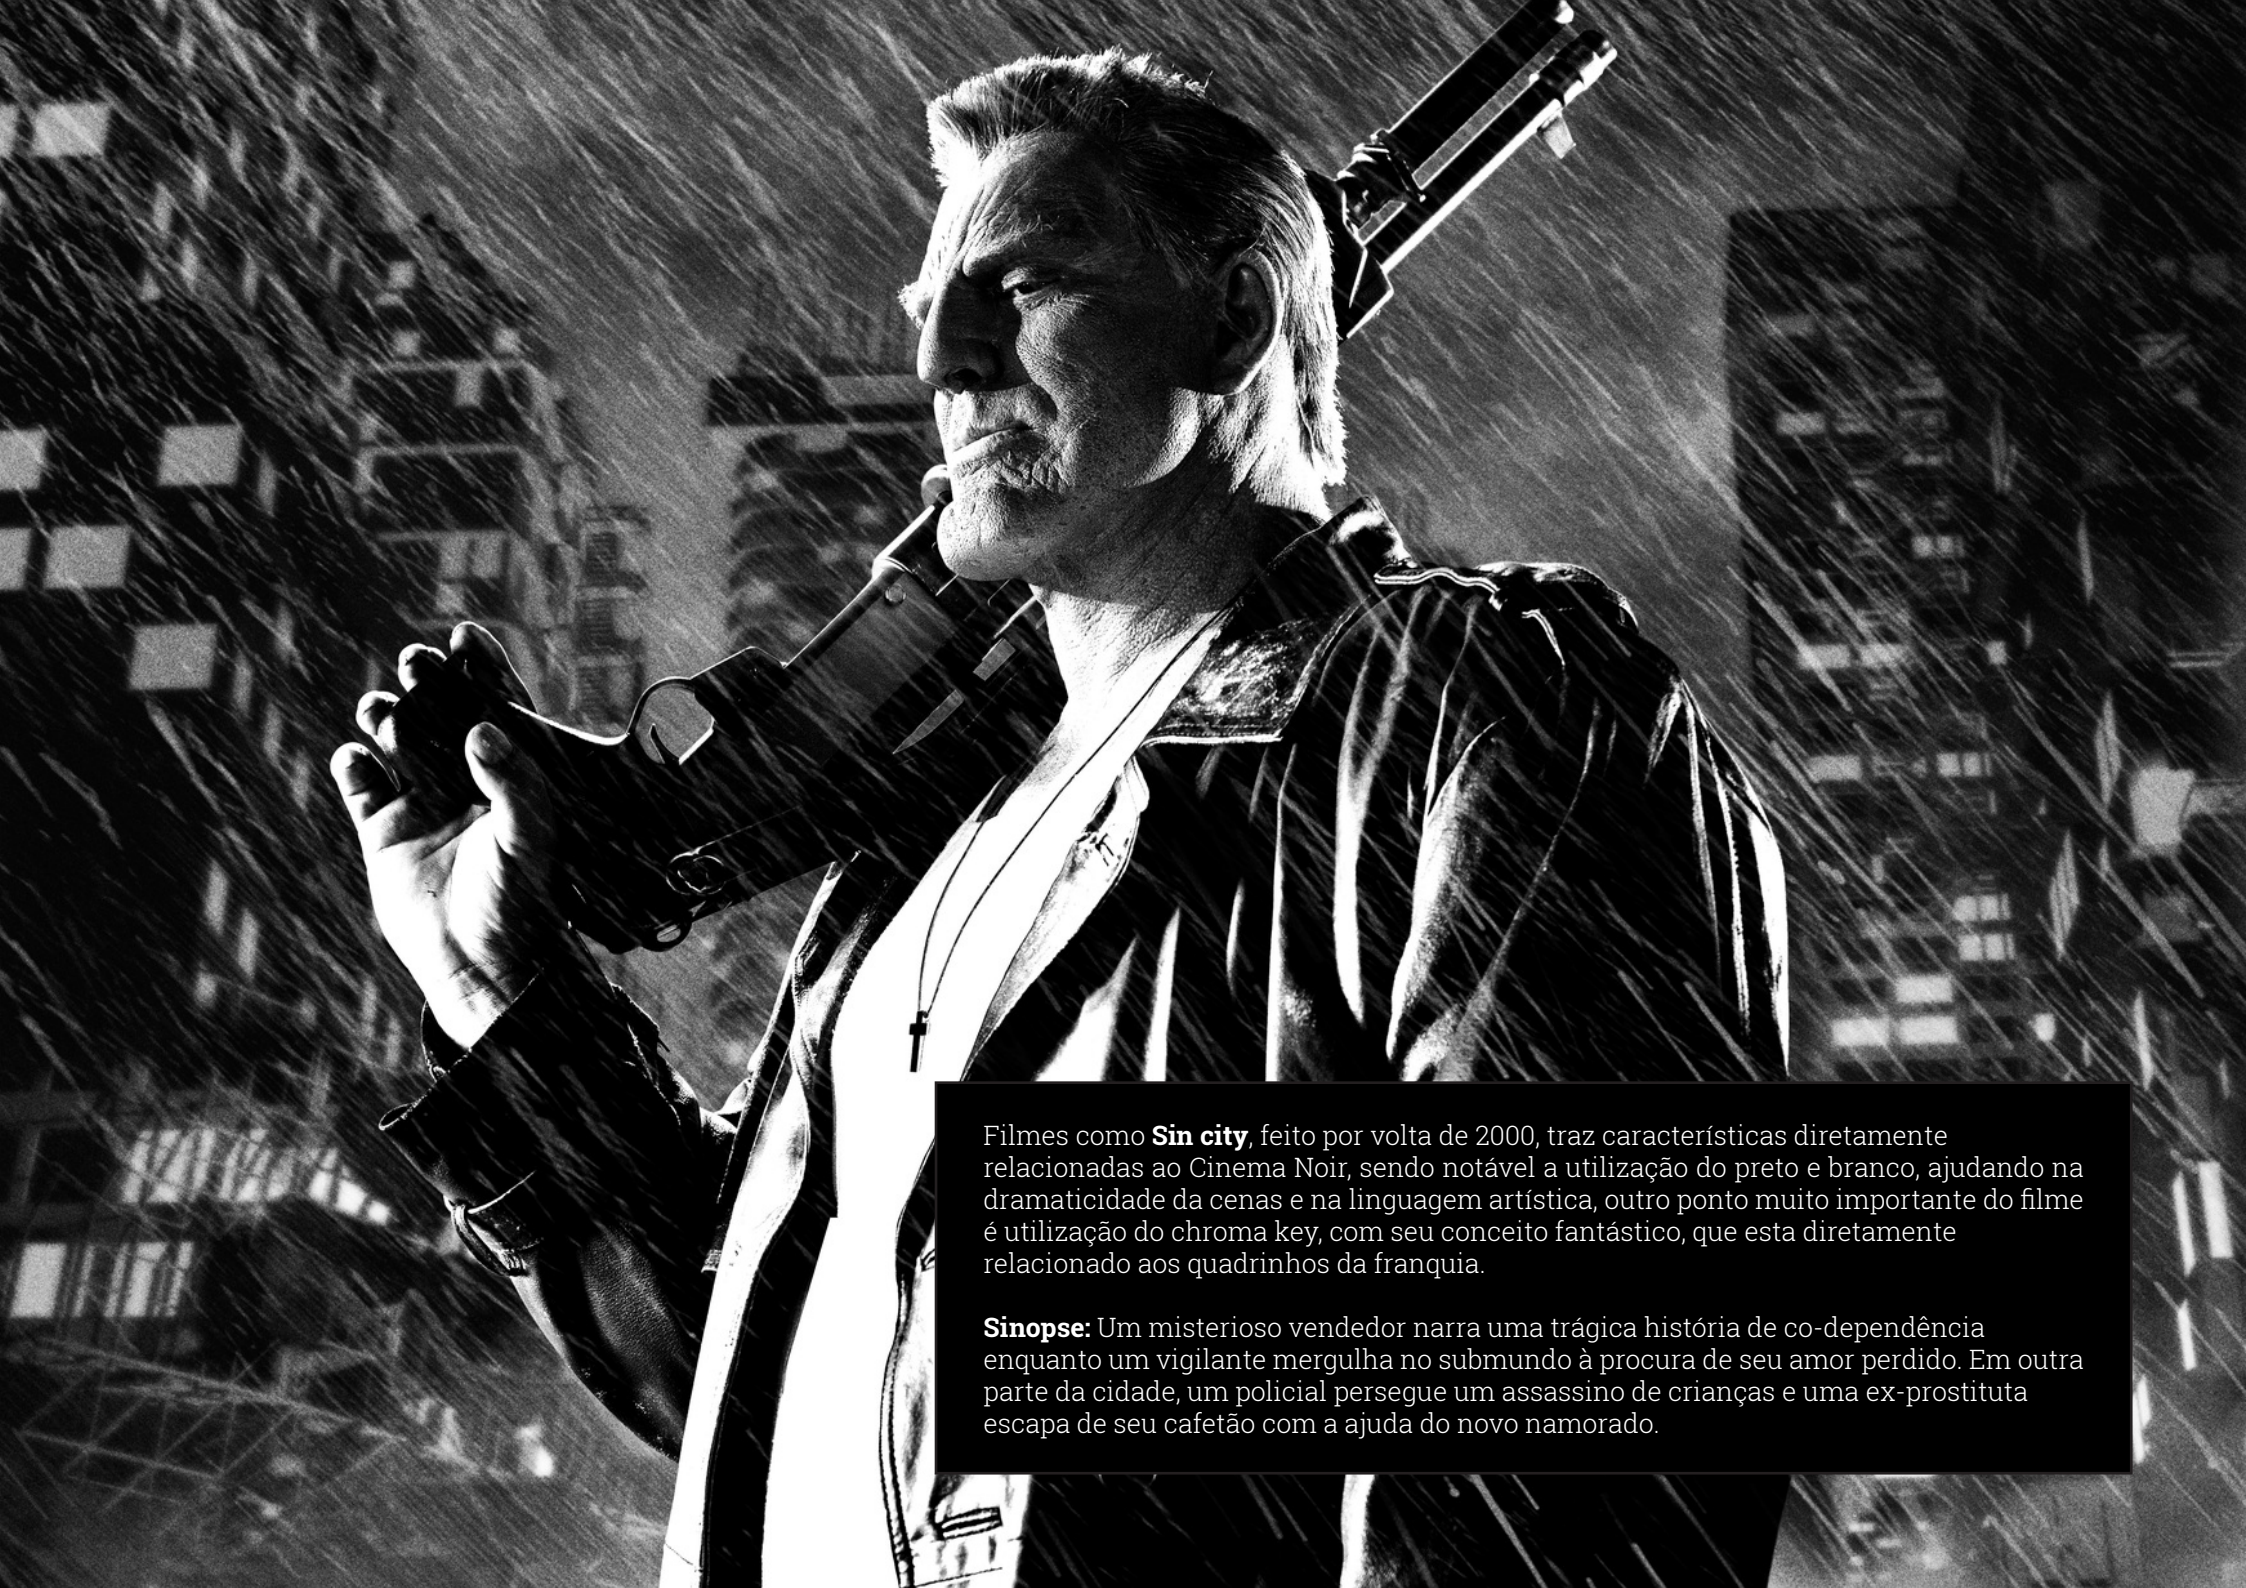 Filmes como Sin city, feito por volta de 2000, traz características diretamente
relacionadas ao Cinema Noir, sendo notável a utilização do preto e branco, ajudando na
dramaticidade da cenas e na linguagem artística, outro ponto muito importante do filme
é utilização do chroma key, com seu conceito fantástico, que esta diretamente
relacionado aos quadrinhos da franquia.
Sinopse: Um misterioso vendedor narra uma trágica história de co-dependência
enquanto um vigilante mergulha no submundo à procura de seu amor perdido. Em outra
parte da cidade, um policial persegue um assassino de crianças e uma ex-prostituta
escapa de seu cafetão com a ajuda do novo namorado.